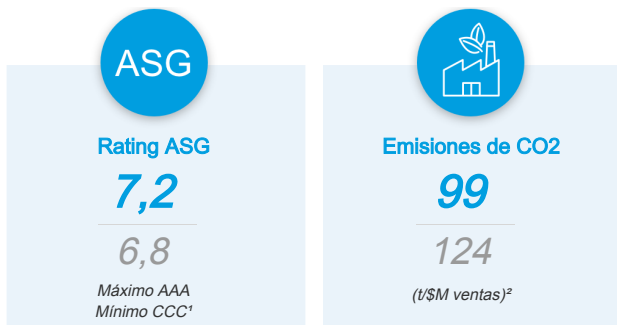 ASG
Rating ASG
7,2
6,8
Máximo AAA
Mínimo CCC¹
Emisiones de CO2
99
124
(t/$M ventas)²